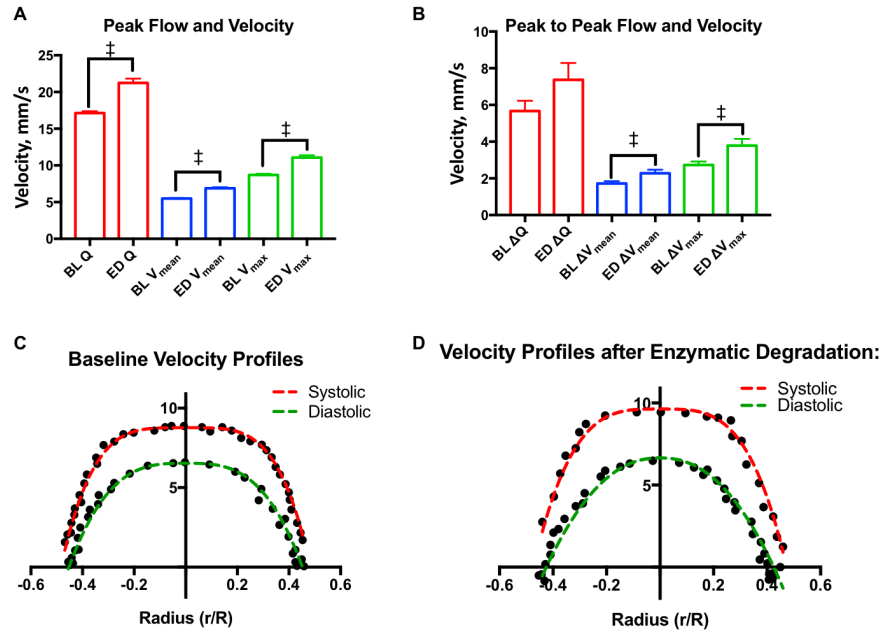 A
Peak Flow and Velocity
Velocity, mm/s
25
20
15
10
5
0
‡
‡
‡
BL Q
ED Q
BL Vmean
ED Vmean
BL Vmax
ED Vmax
B
Peak to Peak Flow and Velocity
Velocity, mm/s
10
8
6
4
2
0
‡
‡
BL ΔQ
ED ΔQ
BL ΔVmean
ED ΔVmean
BL ΔVmax
ED ΔVmax
C
Baseline Velocity Profiles
Systolic
Diastolic
10
5
-0.6
-0.4
-0.2
0.0
0.2
0.4
0.6
Radius (r/R)
D
Velocity Profiles after Enzymatic Degradation:
Systolic
Diastolic
10
5
-0.6
-0.4
-0.2
0.0
0.2
0.4
0.6
Radius (r/R)